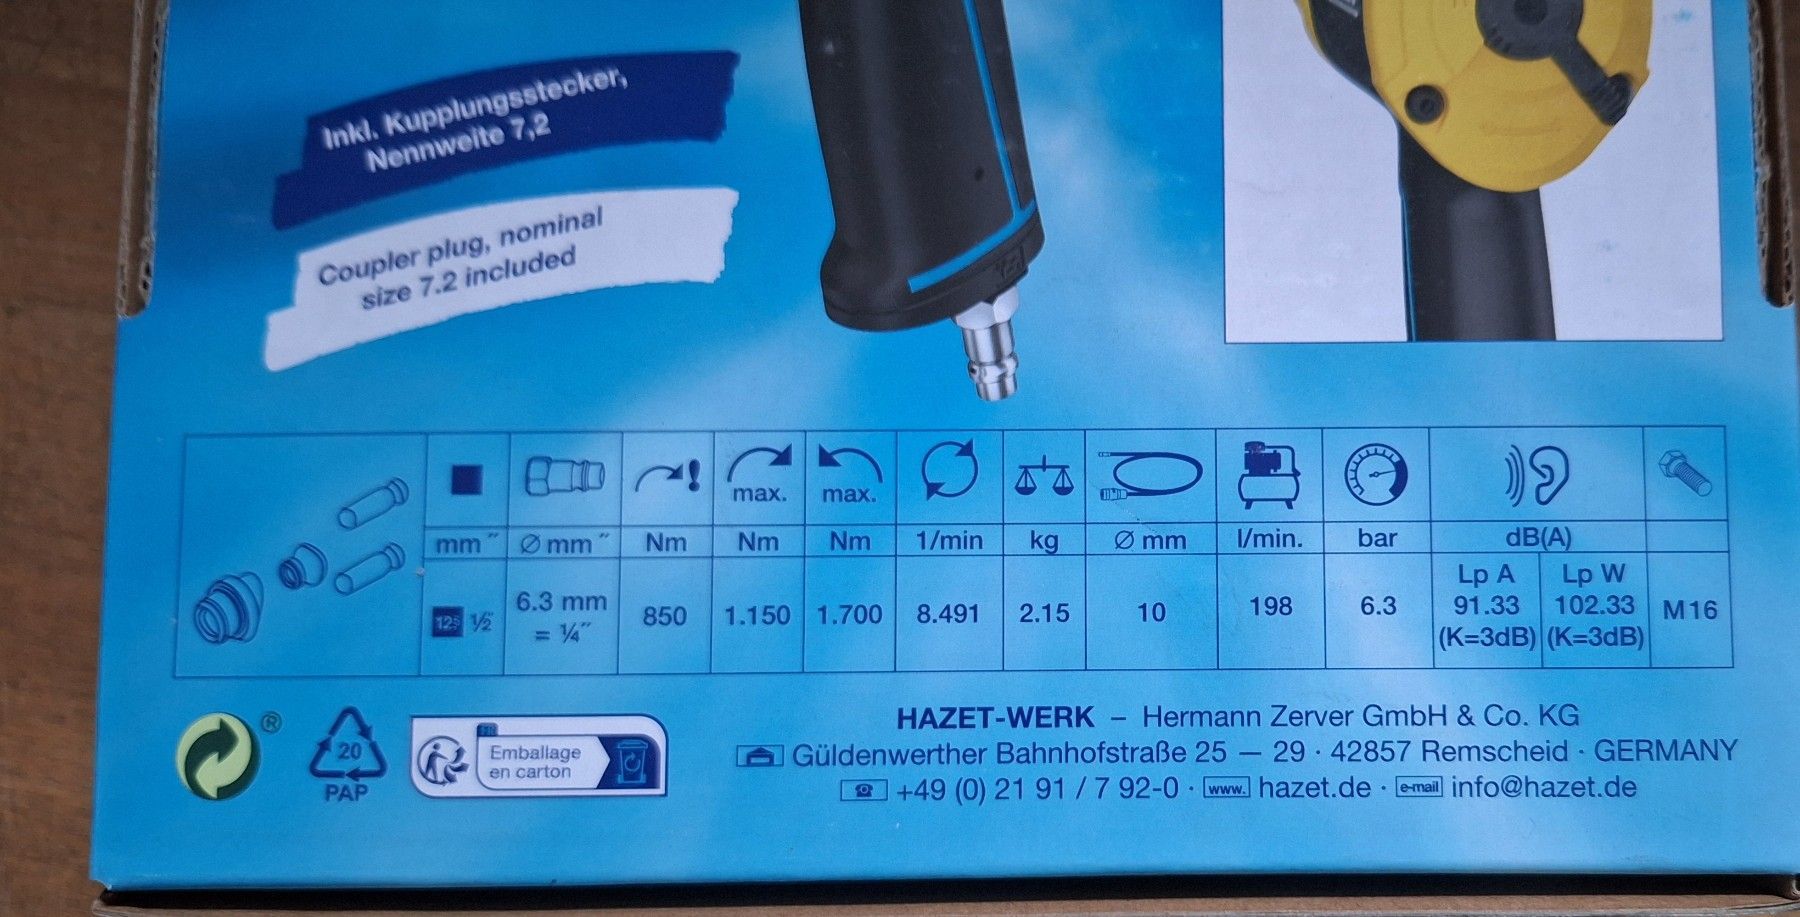 Inkl. Kupplungsstecker,
Nennweite 7,2
Coupler plug, nominal
size 7.2 included
max. max.
mm ″ Ø mm ″ Nm Nm Nm 1/min kg Ø mm l/min. bar dB(A)
12,5 ½″ 6.3 mm = ¼″ 850 1.150 1.700 8.491 2.15 10 198 6.3 Lp A 91.33 (K=3dB) Lp W 102.33 (K=3dB) M16
®
20
PAP
FR
Emballage
en carton
HAZET-WERK – Hermann Zerver GmbH & Co. KG
Güldenwerther Bahnhofstraße 25 — 29 · 42857 Remscheid · GERMANY
+49 (0) 21 91 / 7 92-0 · www. hazet.de · e-mail info@hazet.de